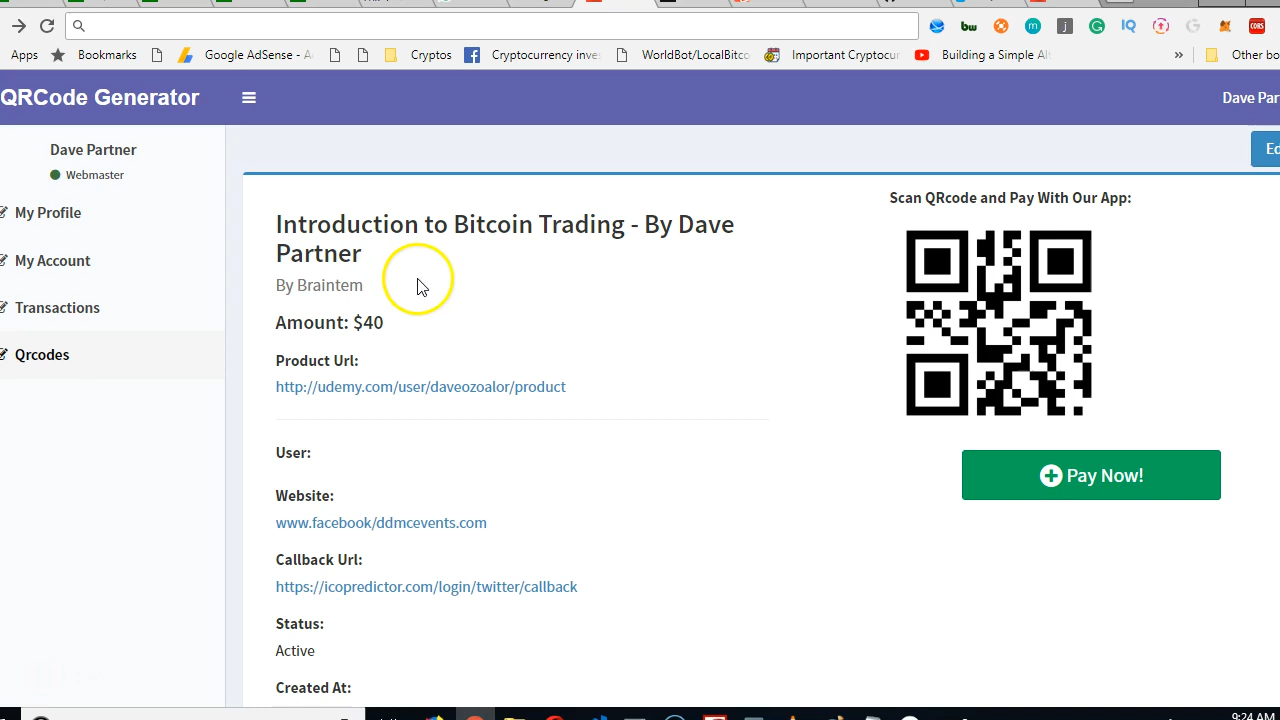 Apps Bookmarks Google AdSense - A Cryptos Cryptocurrency inve WorldBot/LocalBitco Important Cryptocur Building a Simple Al » Other bo
bw m j G IQ G CORS
QRCode Generator Dave Par
Dave Partner
Webmaster
My Profile
My Account
Transactions
Qrcodes
Ed
Introduction to Bitcoin Trading - By Dave
Partner
By Braintem
Amount: $40
Product Url:
http://udemy.com/user/daveozoalor/product
User:
Website:
www.facebook/ddmcevents.com
Callback Url:
https://icopredictor.com/login/twitter/callback
Status:
Active
Created At:
Scan QRcode and Pay With Our App:
Pay Now!
9:24 AM